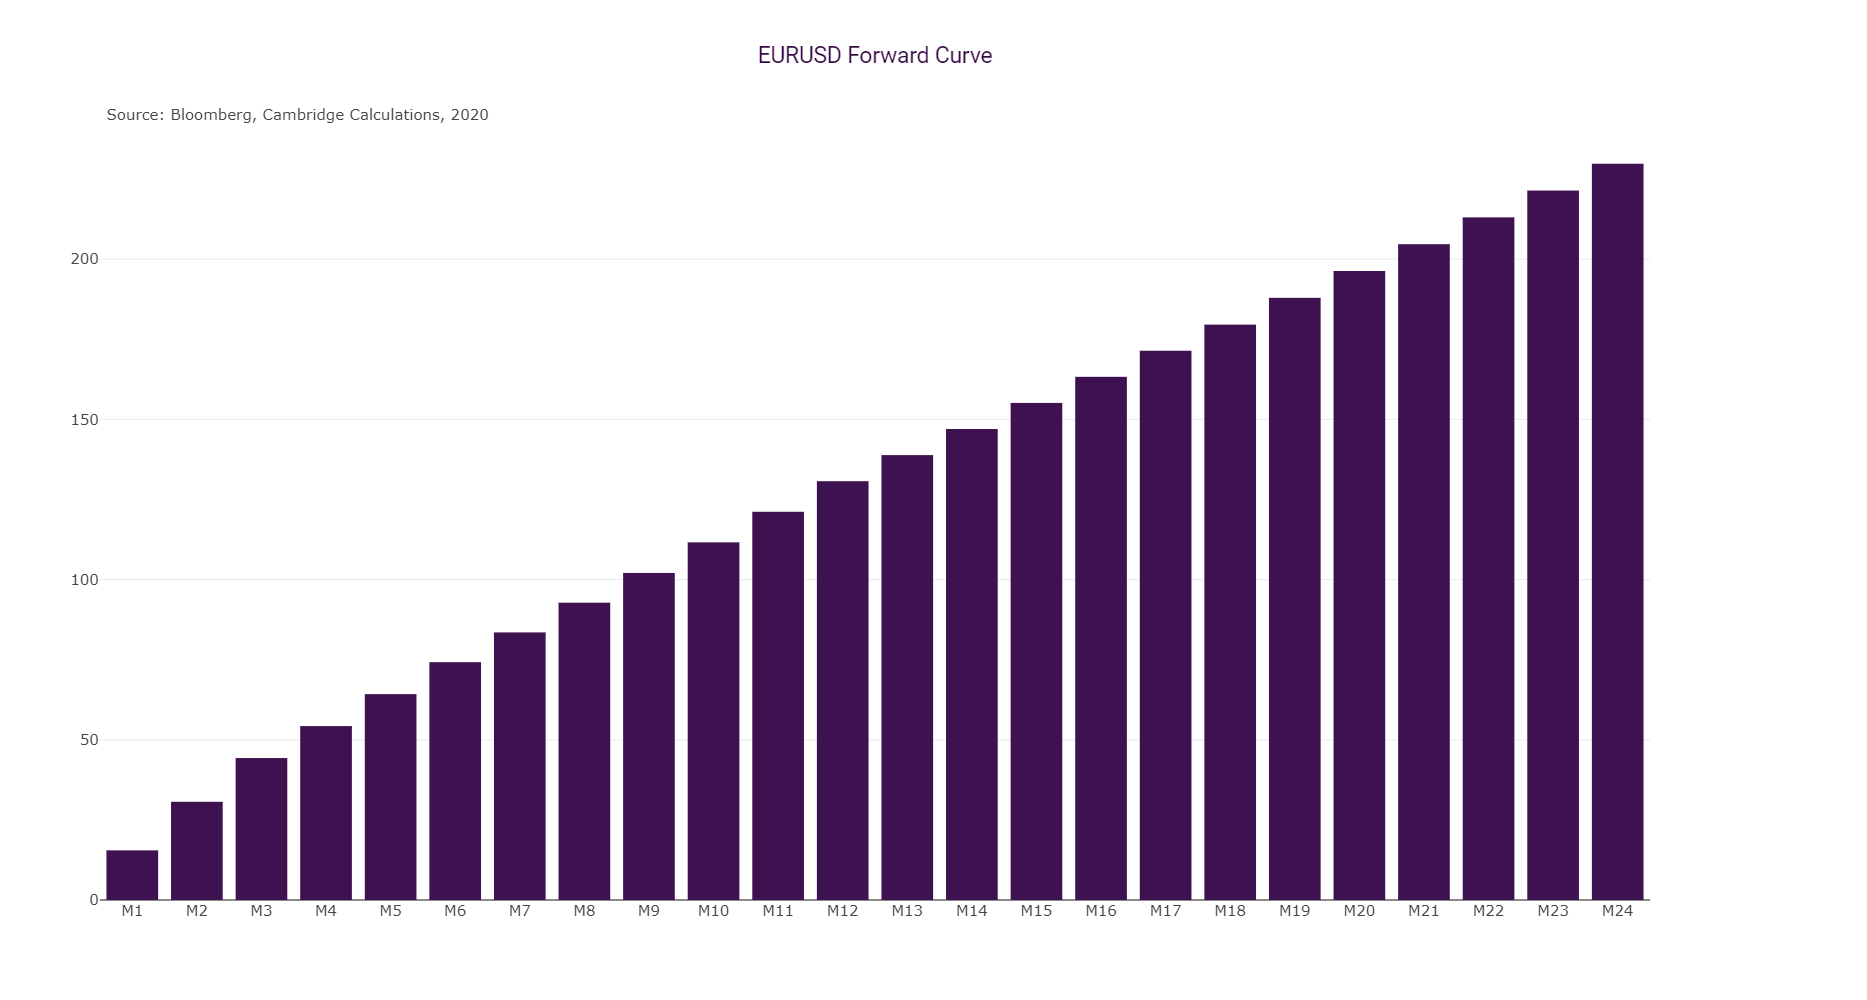 EURUSD Forward Curve
Source: Bloomberg, Cambridge Calculations, 2020
200
150
100
50
0
M1 M2 M3 M4 M5 M6 M7 M8 M9 M10 M11 M12 M13 M14 M15 M16 M17 M18 M19 M20 M21 M22 M23 M24